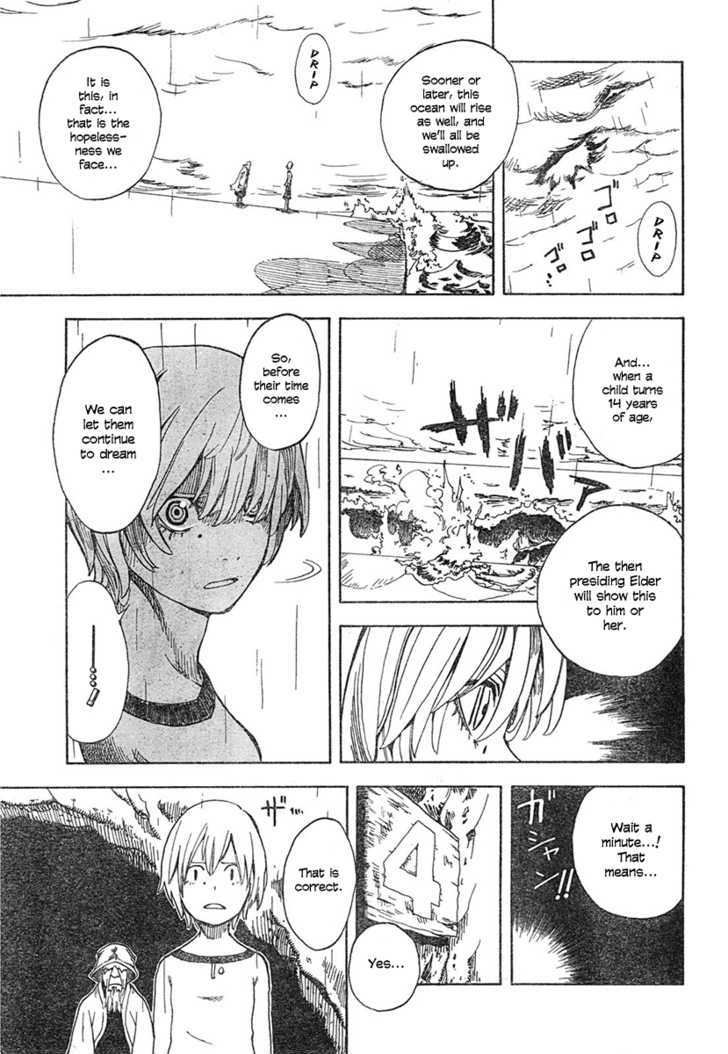 ゴロ
ゴロ
ゴロ
DRIP
Sooner or
later, this
ocean will rise
as well, and
we'll all be
swallowed
up.
DRIP
It is
this, in
fact...
that is the
hopeless-
ness we
face...
And...
when a
child turns
14 years
of age,
ザバァ
The then
presiding Elder
will show this
to him or
her.
So,
before
their time
comes
...
We can
let them
continue
to dream
...
Wait a
minute...!
That
means...
ガシャン!!
4
Yes...
That is
correct.
ザ...